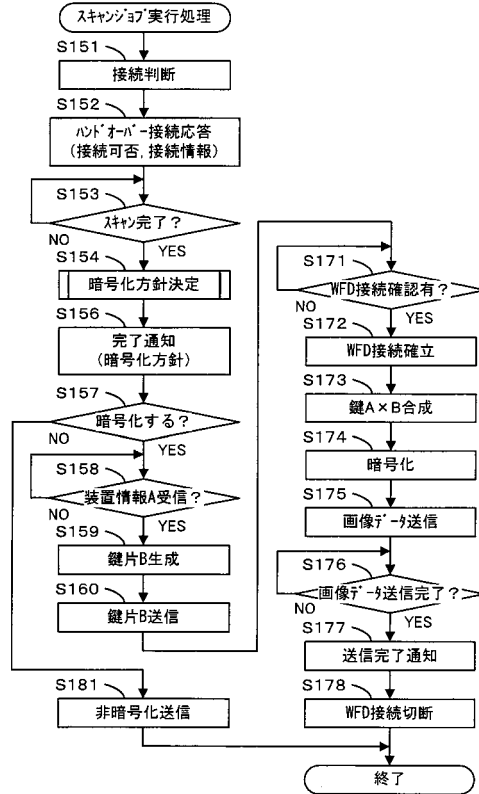 スキャンジョブ実行処理
S151
接続判断
S152
ハンドオーバー接続応答
(接続可否,接続情報)
S153
スキャン完了?
NO
YES
S154
暗号化方針決定
S156
完了通知
(暗号化方針)
S157
暗号化する?
NO
YES
S158
装置情報A受信?
NO
YES
S159
鍵片B生成
S160
鍵片B送信
S181
非暗号化送信
S171
WFD接続確認有?
NO
YES
S172
WFD接続確立
S173
鍵A×B合成
S174
暗号化
S175
画像データ送信
S176
画像データ送信完了?
NO
YES
S177
送信完了通知
S178
WFD接続切断
終了